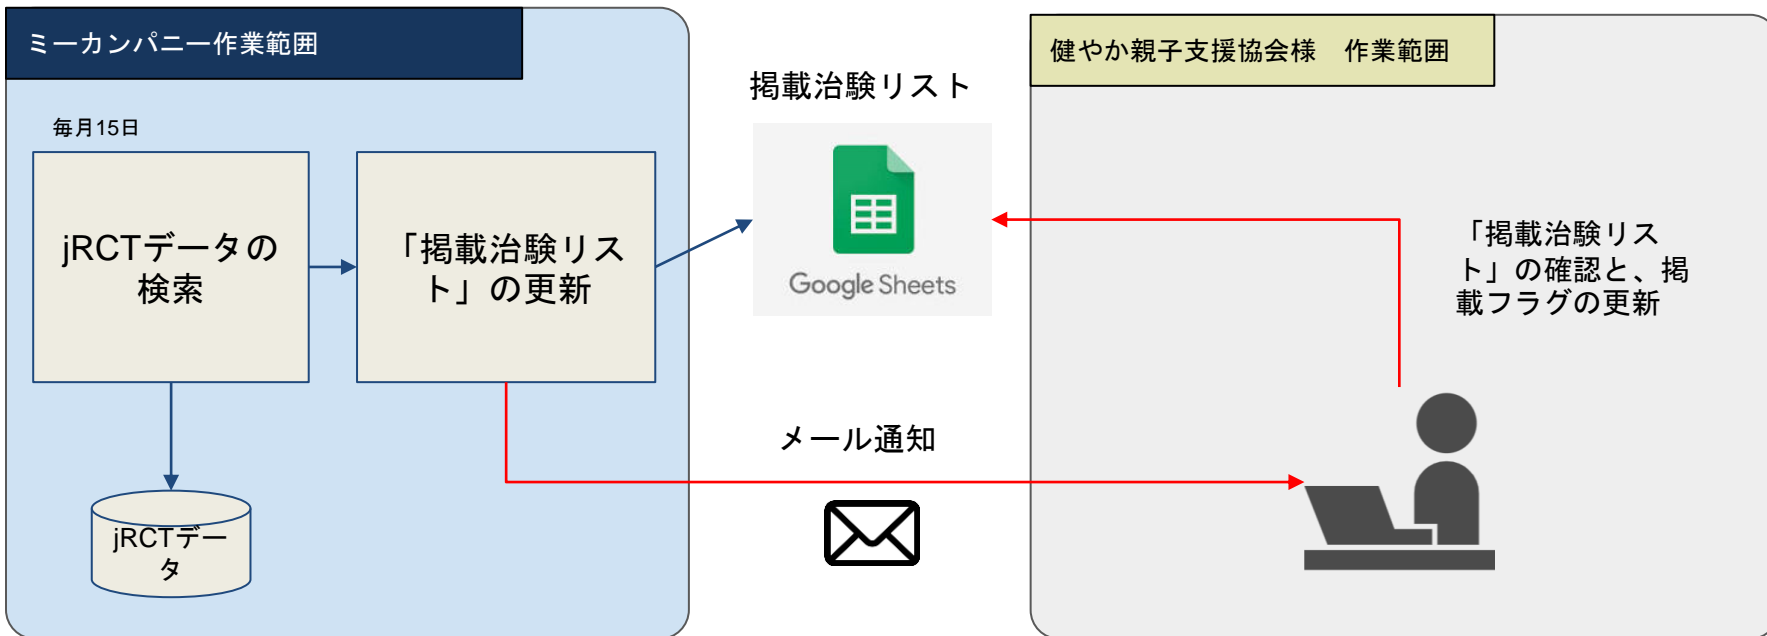 ミーカンパニー作業範囲
毎月15日
jRCTデータの
検索
「掲載治験リス
ト」の更新
jRCTデー
タ
掲載治験リスト
Google Sheets
メール通知
健やか親子支援協会様　作業範囲
「掲載治験リス
ト」の確認と、掲
載フラグの更新